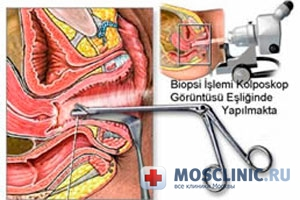 Biopsi İşlemi Kolposkop
Görüntüsü Eşliğinde
Yapılmakta
MOSCLINIC.RU
все клиники Москвы